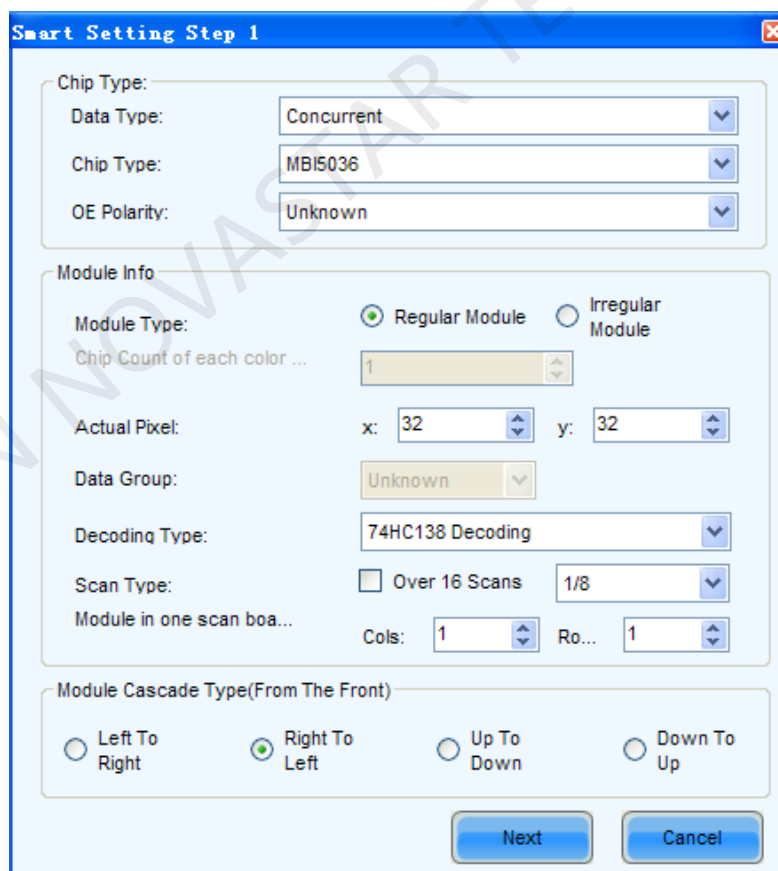 Smart Setting Step 1
Chip Type:
Data Type: Concurrent
Chip Type: MBI5036
OE Polarity: Unknown
Module Info
Module Type: Regular Module Irregular Module
Chip Count of each color ... 1
Actual Pixel: x: 32 y: 32
Data Group: Unknown
Decoding Type: 74HC138 Decoding
Scan Type: Over 16 Scans 1/8
Module in one scan boa...
Cols: 1 Ro... 1
Module Cascade Type(From The Front)
Left To Right Right To Left Up To Down Down To Up
Next Cancel
N NOVASTAR TE